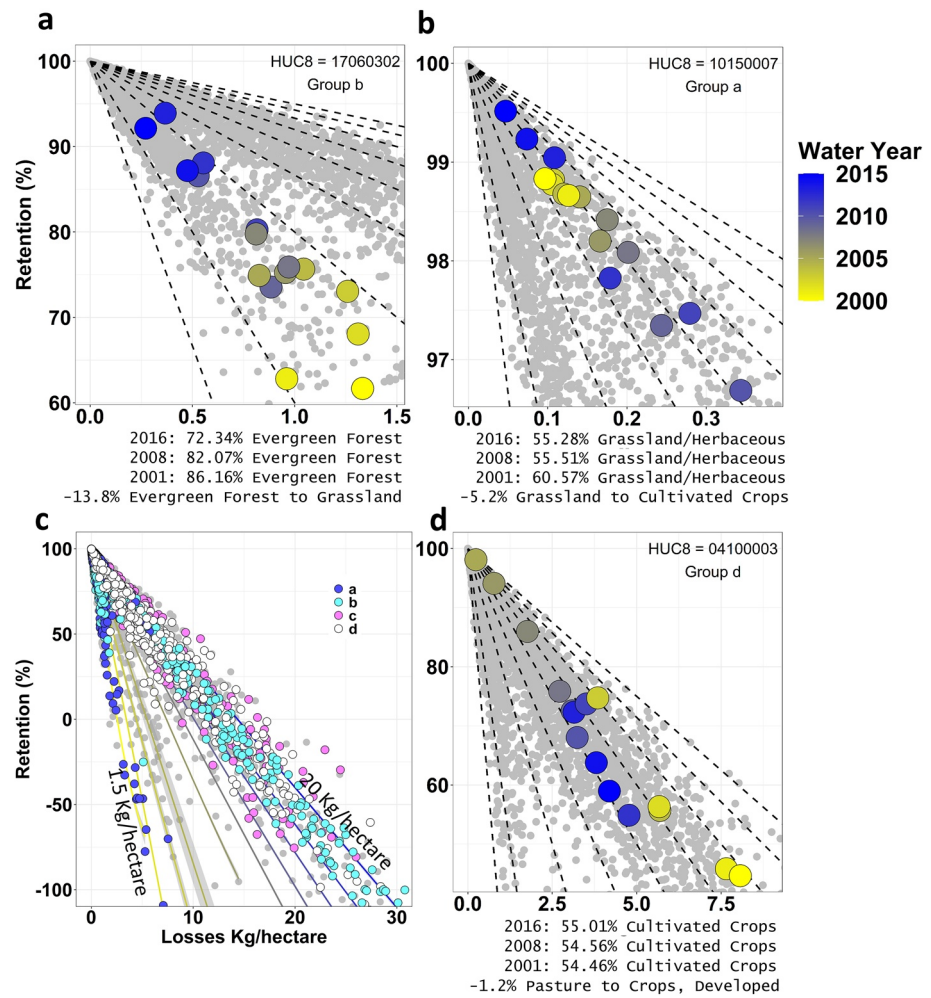 a
HUC8 = 17060302
Group b
100
90
80
70
60
Retention (%)
0.0
0.5
1.0
1.5
2016: 72.34% Evergreen Forest
2008: 82.07% Evergreen Forest
2001: 86.16% Evergreen Forest
-13.8% Evergreen Forest to Grassland
b
HUC8 = 10150007
Group a
100
99
98
97
0.0
0.1
0.2
0.3
2016: 55.28% Grassland/Herbaceous
2008: 55.51% Grassland/Herbaceous
2001: 60.57% Grassland/Herbaceous
-5.2% Grassland to Cultivated Crops
Water Year
2015
2010
2005
2000
c
100
50
0
-50
-100
Retention (%)
a
b
c
d
1.5 Kg/hectare
20 Kg/hectare
0
10
20
30
Losses Kg/hectare
d
HUC8 = 04100003
Group d
100
80
60
0.0
2.5
5.0
7.5
2016: 55.01% Cultivated Crops
2008: 54.56% Cultivated Crops
2001: 54.46% Cultivated Crops
-1.2% Pasture to Crops, Developed